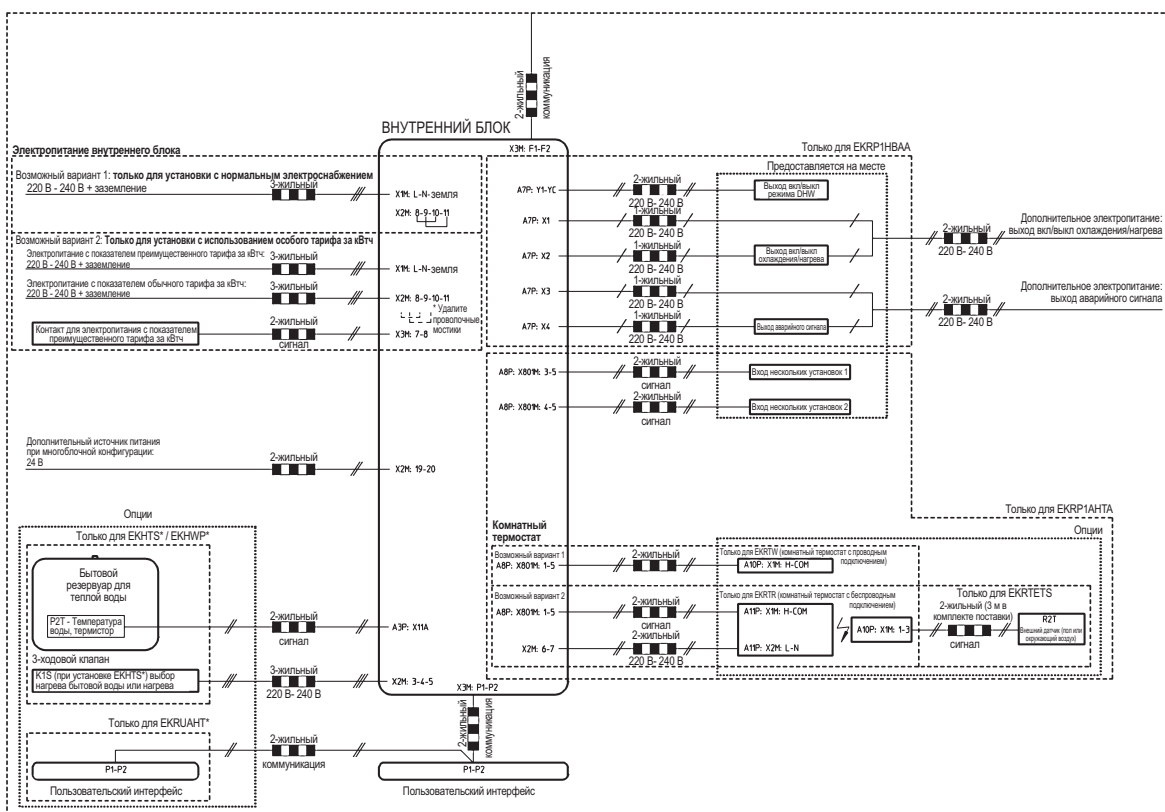 2-жильный
коммуникация
ВНУТРЕННИЙ БЛОК
X3M: F1-F2
Электропитание внутреннего блока
Возможный вариант 1: только для установки с нормальным электроснабжением
220 В - 240 В + заземление
3-жильный
X1M: L-N-земля
X2M: 8-9-10-11
Возможный вариант 2: Только для установки с использованием особого тарифа за кВтч
Электропитание с показателем преимущественного тарифа за кВтч:
220 В - 240 В + заземление
3-жильный
X1M: L-N-земля
Электропитание с показателем обычного тарифа за кВтч:
220 В - 240 В + заземление
3-жильный
X2M: 8-9-10-11
* Удалите
проволочные
мостики
Контакт для электропитания с показателем
преимущественного тарифа за кВтч
2-жильный
сигнал
X3M: 7-8
Дополнительный источник питания
при многоблочной конфигурации:
24 В
2-жильный
X2M: 19-20
Опции
Только для EKHTS* / EKHWP*
Бытовой
резервуар для
теплой воды
Р2Т - Температура
воды, термистор
2-жильный
сигнал
A3P: X11A
3-ходовой клапан
K1S (при установке EKHTS*) выбор
нагрева бытовой воды или нагрева
3-жильный
220 В- 240 В
X2M: 3-4-5
Только для EKRUAHT*
2-жильный
коммуникация
P1-P2
Пользовательский интерфейс
X3M: P1-P2
2-жильный
коммуникация
P1-P2
Пользовательский интерфейс
Только для EKRP1HBAA
Предоставляется на месте
A7P: Y1-YC
2-жильный
220 В- 240 В
Выход вкл/выкл
режима DHW
A7P: X1
1-жильный
220 В- 240 В
A7P: X2
1-жильный
220 В- 240 В
Выход вкл/выкл
охлаждения/нагрева
2-жильный
220 В- 240 В
Дополнительное электропитание:
выход вкл/выкл охлаждения/нагрева
A7P: X3
1-жильный
220 В- 240 В
A7P: X4
1-жильный
220 В- 240 В
Выход аварийного сигнала
2-жильный
220 В- 240 В
Дополнительное электропитание:
выход аварийного сигнала
A8P: X801M: 3-5
2-жильный
сигнал
Вход нескольких установок 1
A8P: X801M: 4-5
2-жильный
сигнал
Вход нескольких установок 2
Только для EKRP1AHTA
Опции
Комнатный
термостат
Возможный вариант 1
A8P: X801M: 1-5
2-жильный
сигнал
Только для EKRTW (комнатный термостат с проводным
подключением)
A10P: X1M: H-COM
Возможный вариант 2
A8P: X801M: 1-5
2-жильный
сигнал
X2M: 6-7
2-жильный
220 В- 240 В
Только для EKRTR (комнатный термостат с беспроводным
подключением)
A11P: X1M: H-COM
A11P: X2M: L-N
A10P: X1M: 1-3
Только для EKRTETS
2-жильный (3 м в
комплекте поставки)
сигнал
R2T
Внешний датчик (пол или
окружающий воздух)